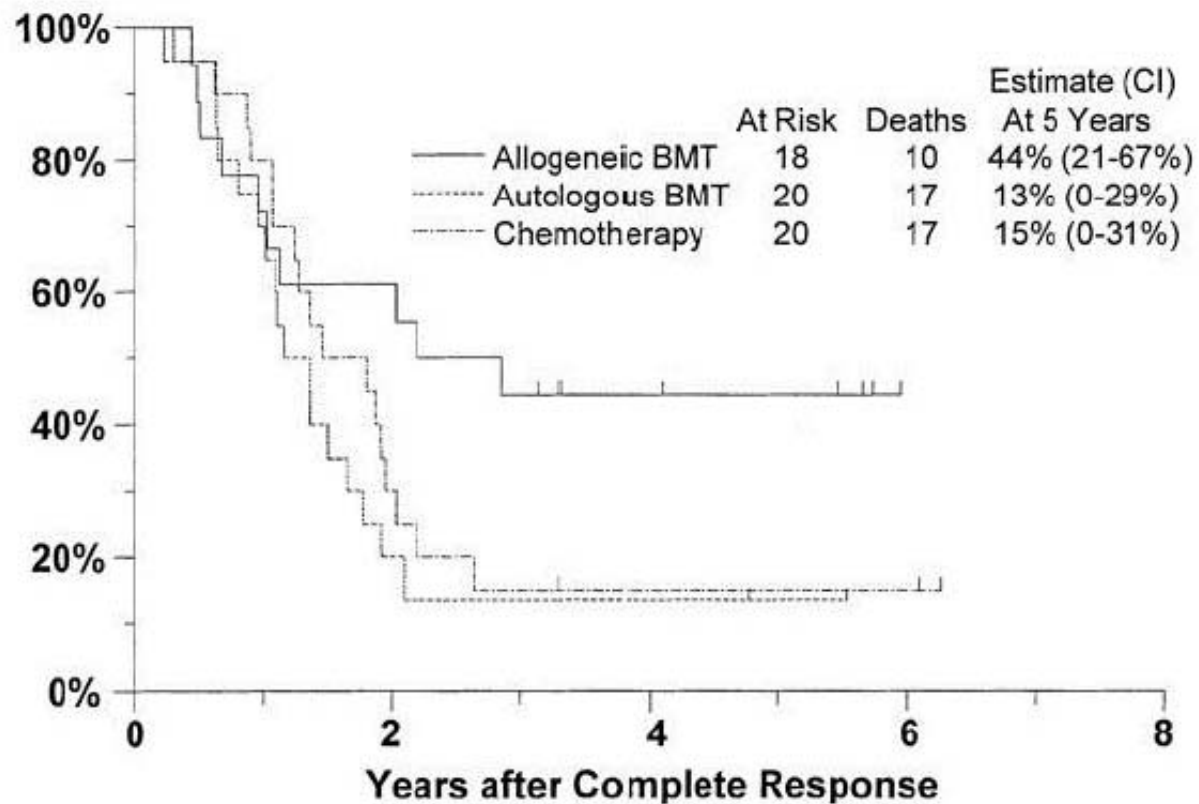 100%
80%
60%
40%
20%
0%
Estimate (CI)
At Risk Deaths At 5 Years
Allogeneic BMT 18 10 44% (21-67%)
Autologous BMT 20 17 13% (0-29%)
Chemotherapy 20 17 15% (0-31%)
0 2 4 6 8
Years after Complete Response